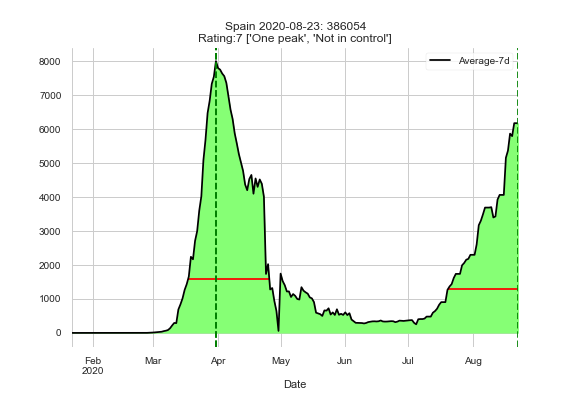 Spain 2020-08-23: 386054
Rating:7 ['One peak', 'Not in control']
Average-7d
8000
7000
6000
5000
4000
3000
2000
1000
0
Feb Mar Apr May Jun Jul Aug
2020
Date